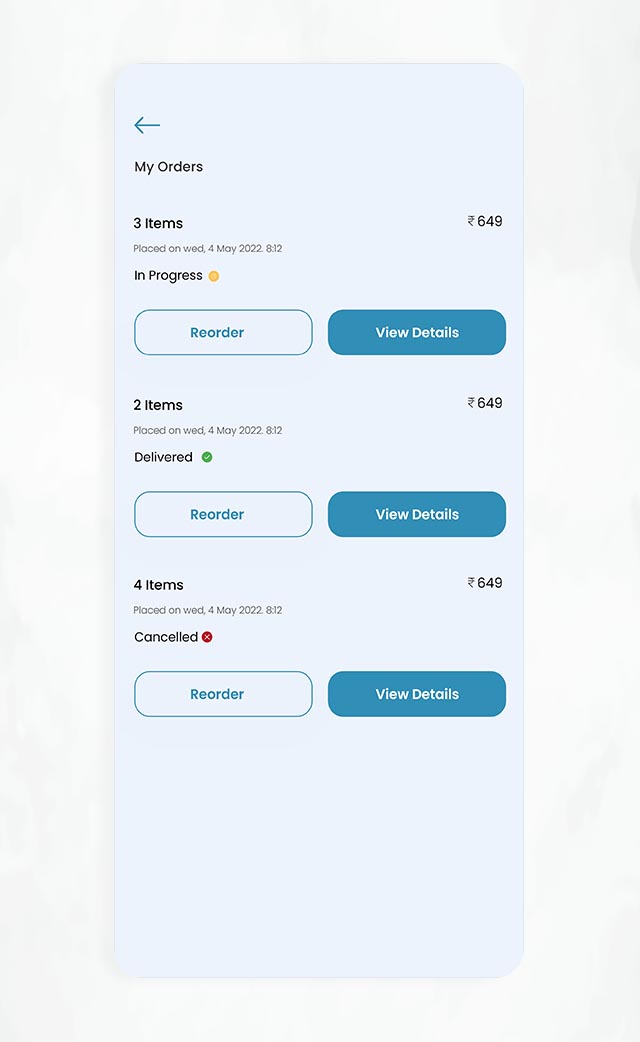 My Orders
3 Items ₹ 649
Placed on wed, 4 May 2022. 8:12
In Progress
Reorder View Details
2 Items ₹ 649
Placed on wed, 4 May 2022. 8:12
Delivered
Reorder View Details
4 Items ₹ 649
Placed on wed, 4 May 2022. 8:12
Cancelled
Reorder View Details